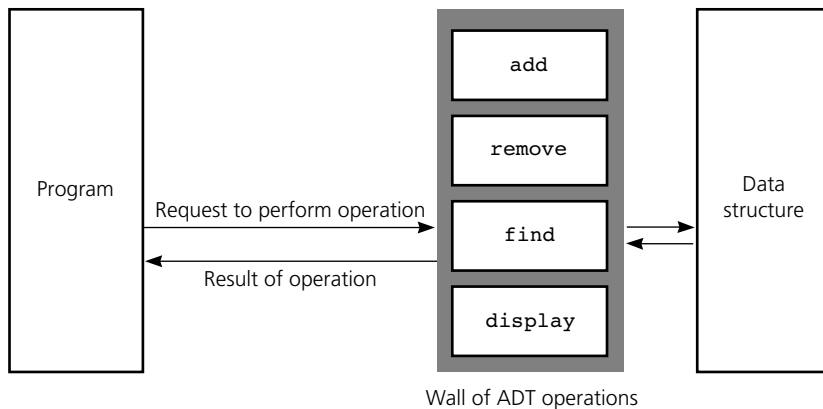 Program
Request to perform operation
Result of operation
add
remove
find
display
Data
structure
Wall of ADT operations